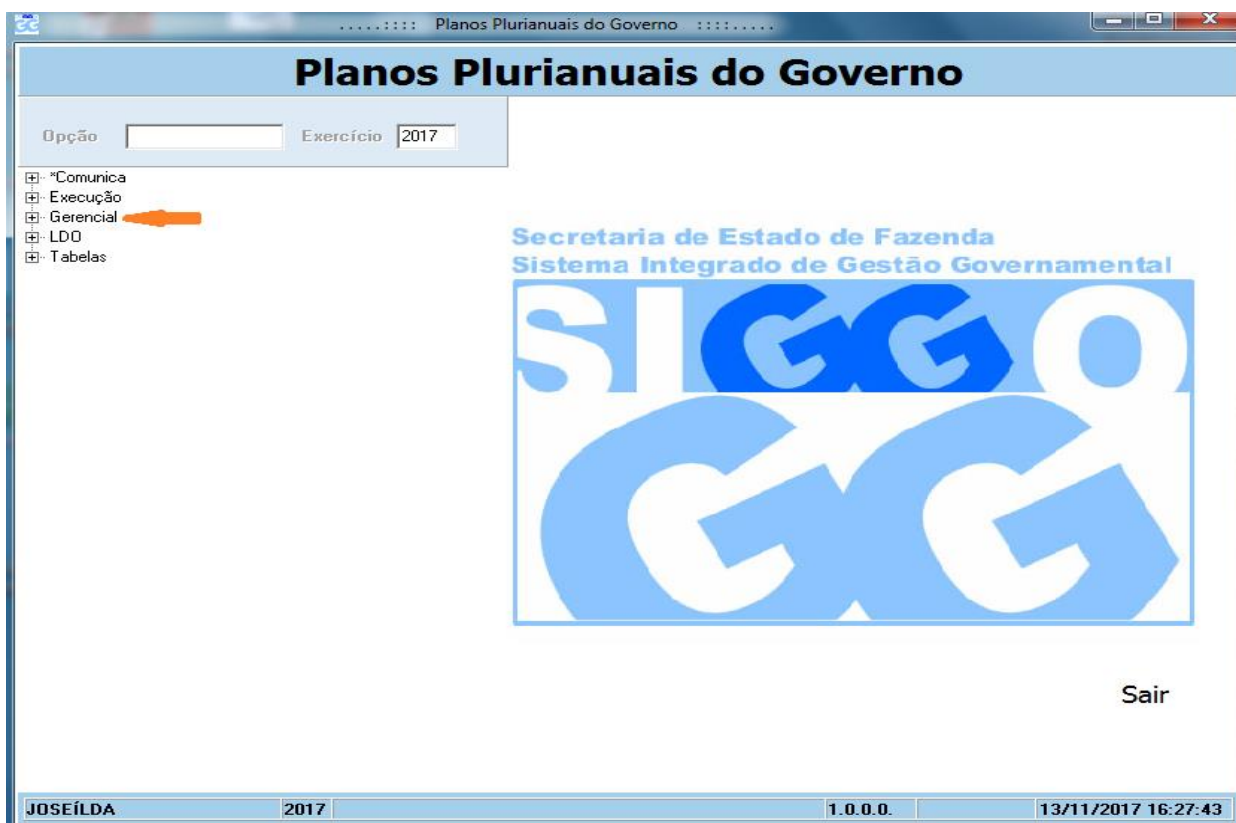 .....:::: Planos Plurianuais do Governo ::::.....
Planos Plurianuais do Governo
Opção
Exercício 2017
*Comunica
Execução
Gerencial
LDO
Tabelas
Secretaria de Estado de Fazenda
Sistema Integrado de Gestão Governamental
SIGGO
GG
Sair
JOSEÍLDA 2017 1.0.0.0. 13/11/2017 16:27:43